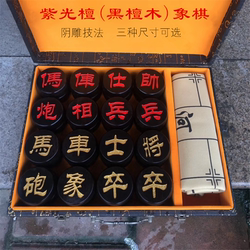 紫光檀(黑檀木)象棋
阴雕技法 三种尺寸可选
傌 俥 仕 帥
炮 相 兵 兵
馬 車 士 將
砲 象 卒 卒